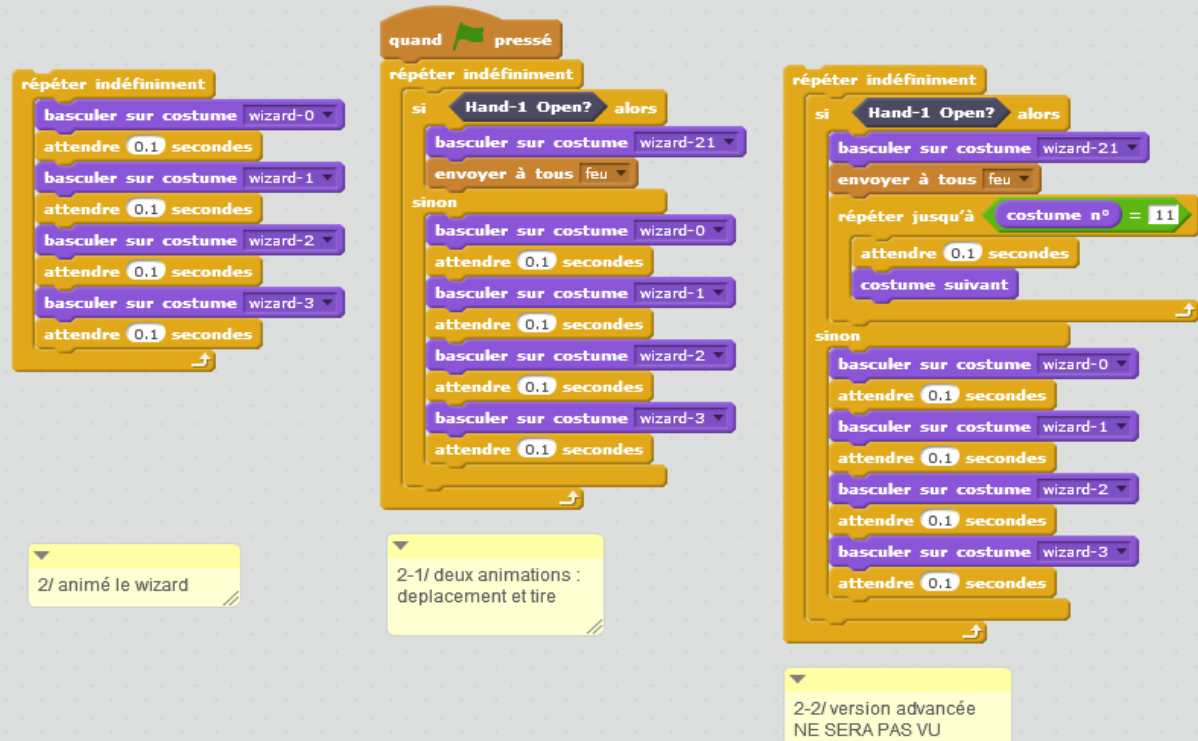 répéter indéfiniment
basculer sur costume wizard-0
attendre 0.1 secondes
basculer sur costume wizard-1
attendre 0.1 secondes
basculer sur costume wizard-2
attendre 0.1 secondes
basculer sur costume wizard-3
attendre 0.1 secondes
2/ animé le wizard
quand pressé
répéter indéfiniment
si Hand-1 Open? alors
basculer sur costume wizard-21
envoyer à tous feu
sinon
basculer sur costume wizard-0
attendre 0.1 secondes
basculer sur costume wizard-1
attendre 0.1 secondes
basculer sur costume wizard-2
attendre 0.1 secondes
basculer sur costume wizard-3
attendre 0.1 secondes
2-1/ deux animations :
deplacement et tire
répéter indéfiniment
si Hand-1 Open? alors
basculer sur costume wizard-21
envoyer à tous feu
répéter jusqu'à costume nº = 11
attendre 0.1 secondes
costume suivant
sinon
basculer sur costume wizard-0
attendre 0.1 secondes
basculer sur costume wizard-1
attendre 0.1 secondes
basculer sur costume wizard-2
attendre 0.1 secondes
basculer sur costume wizard-3
attendre 0.1 secondes
2-2/ version advancée
NE SERA PAS VU